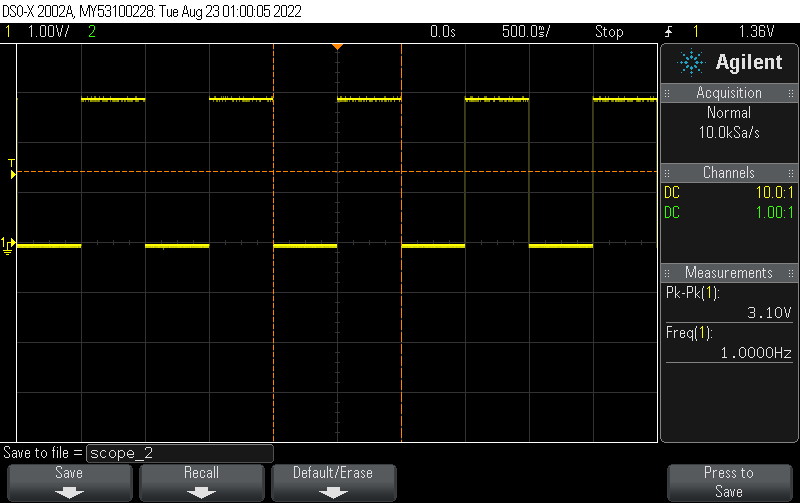 DSO-X 2002A, MY53100228: Tue Aug 23 01:00:05 2022
1 1.00V/ 2 0.0s 500.0ms/ Stop 1 1.36V
Agilent
Acquisition
Normal
10.0kSa/s
Channels
DC 10.0:1
DC 1.00:1
Measurements
Pk-Pk(1):
3.10V
Freq(1):
1.0000Hz
T
1
Save to file = scope_2
Save
Recall
Default/Erase
Press to
Save